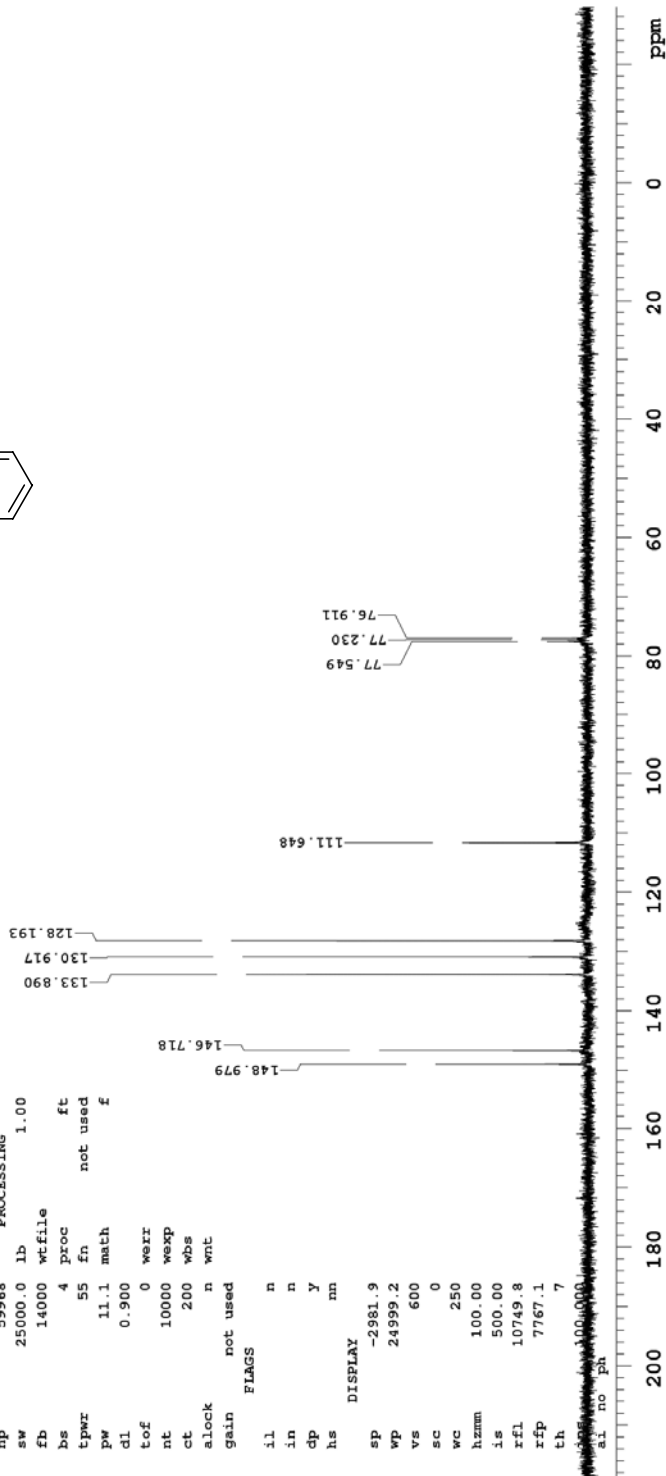 np 59968 PROCESSING
sw 25000.0 lb 1.00
fb 14000 wtfile
bs 4 proc ft
tpwr 55 fn not used
pw 11.1 math f
d1 0.900
tof 0 werr
nt 10000 wexp
ct 200 wbs
alock n wnt
gain not used
FLAGS
il n
in n
dp y
hs nn
DISPLAY
sp -2981.9
wp 24999.2
vs 600
sc 0
wc 250
hzmm 100.00
is 500.00
rfl 10749.8
rfp 7767.1
th 7
100.000
ai no ph
148.979
146.718
133.890
130.917
128.193
111.648
77.549
77.230
76.911
200 180 160 140 120 100 80 60 40 20 0 ppm